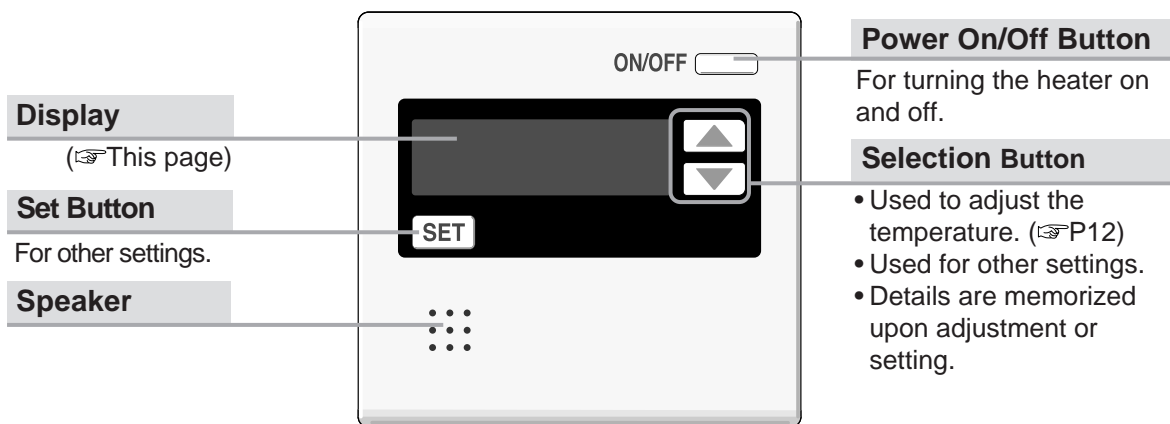 Display
(☞This page)
Set Button
For other settings.
Speaker
ON/OFF
SET
Power On/Off Button
For turning the heater on
and off.
Selection Button
• Used to adjust the
temperature. (☞P12)
• Used for other settings.
• Details are memorized
upon adjustment or
setting.